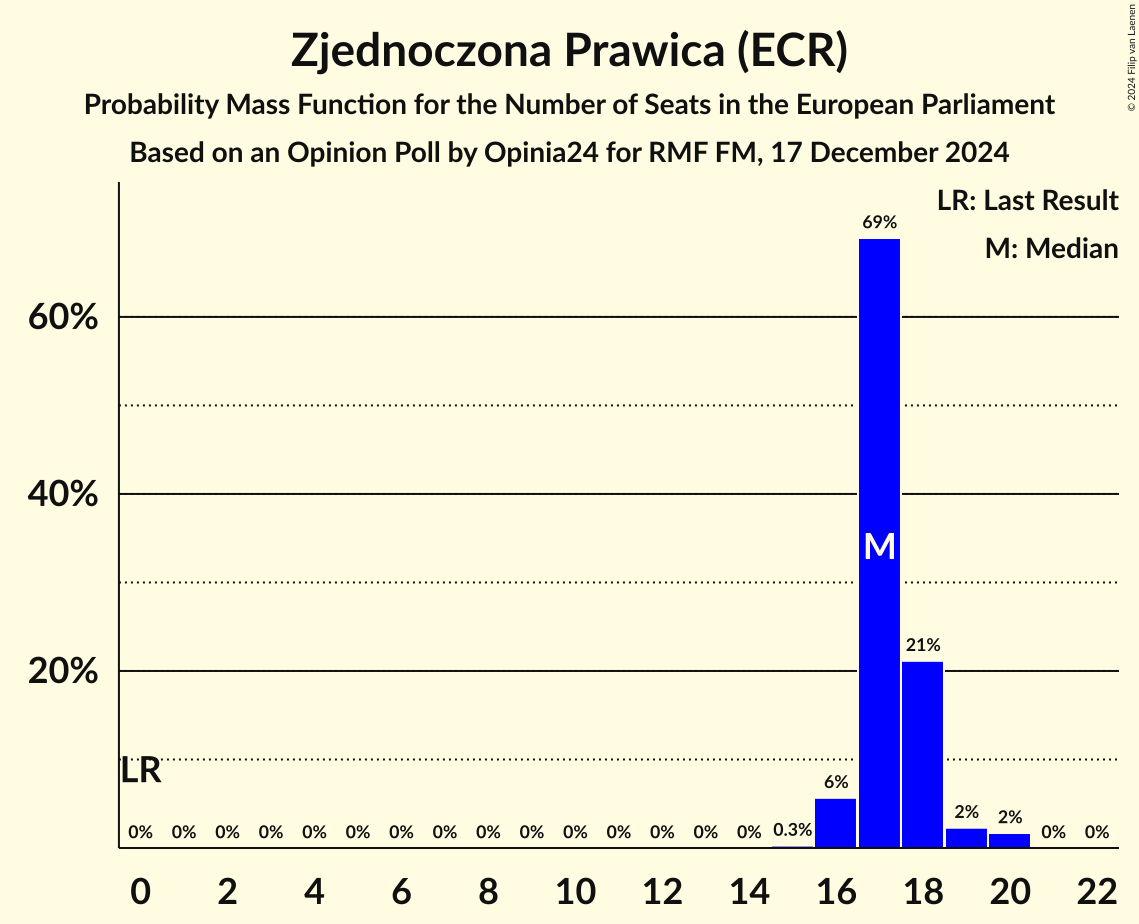 Zjednoczona Prawica (ECR)
Probability Mass Function for the Number of Seats in the European Parliament
Based on an Opinion Poll by Opinia24 for RMF FM, 17 December 2024
© 2024 Filip van Laenen
LR: Last Result
M: Median
69%
60%
40%
M
21%
20%
LR
6%
2%
2%
0.3%
0% 0% 0% 0% 0% 0% 0% 0% 0% 0% 0% 0% 0% 0% 0% 0% 0%
0 2 4 6 8 10 12 14 16 18 20 22